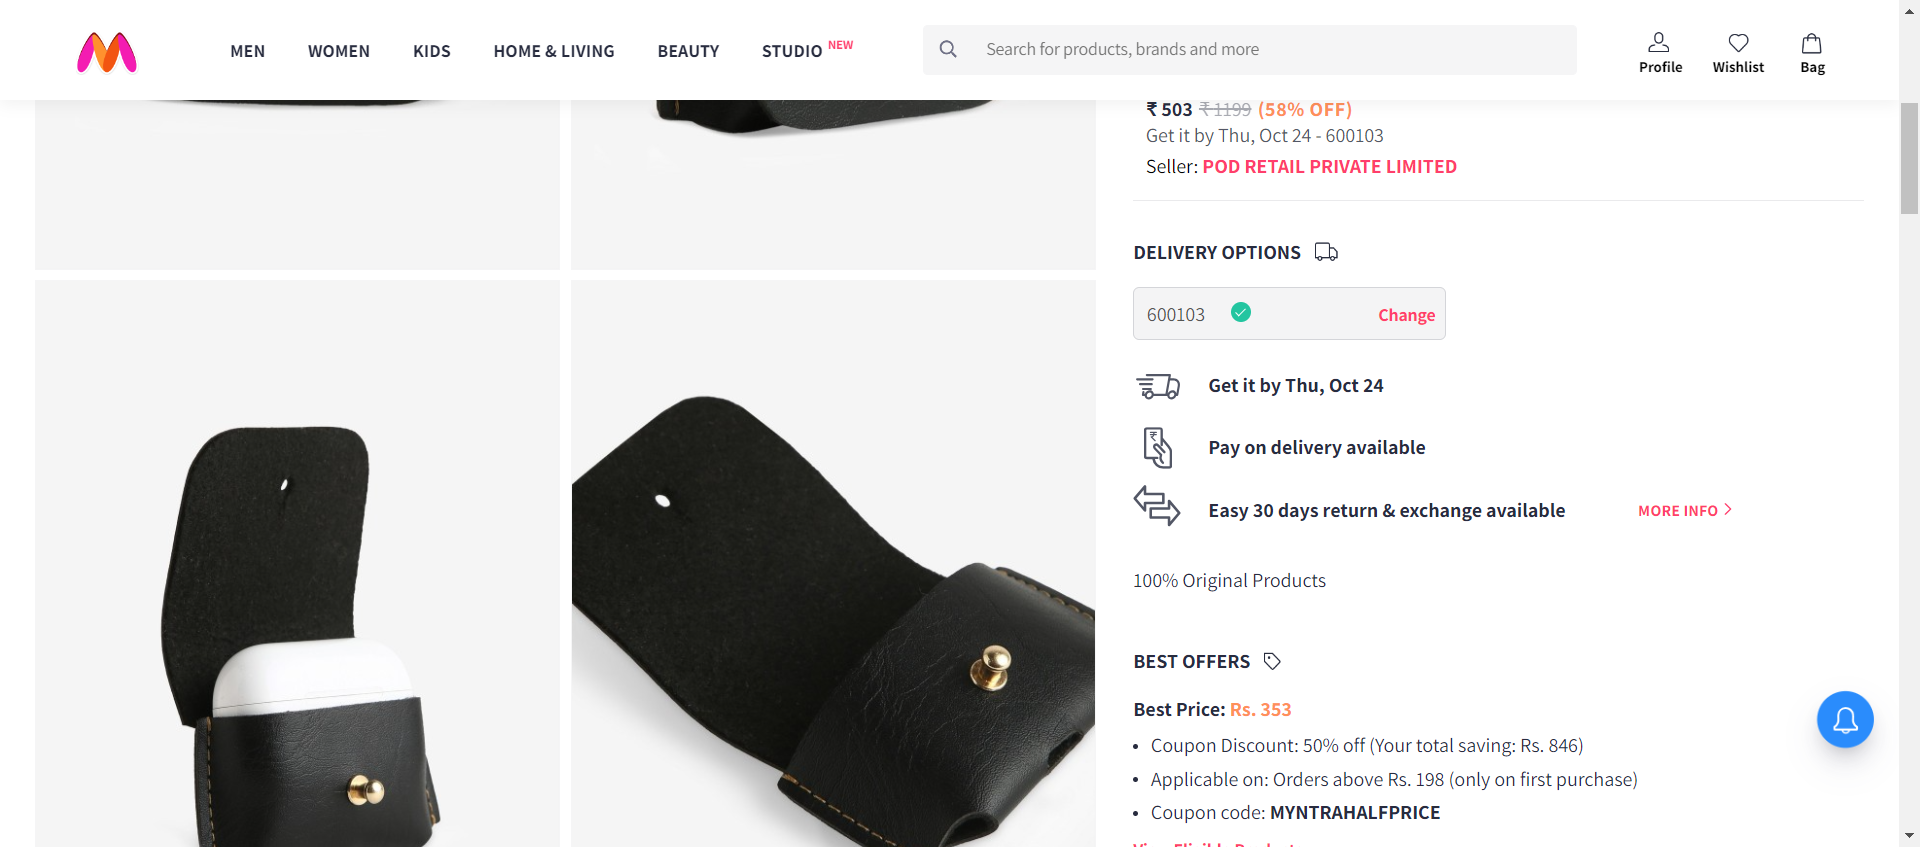 MEN WOMEN KIDS HOME & LIVING BEAUTY STUDIO NEW
Search for products, brands and more
Profile Wishlist Bag
₹ 503 ₹ 1199 (58% OFF)
Get it by Thu, Oct 24 - 600103
Seller: POD RETAIL PRIVATE LIMITED
DELIVERY OPTIONS
600103 Change
Get it by Thu, Oct 24
Pay on delivery available
Easy 30 days return & exchange available MORE INFO
100% Original Products
BEST OFFERS
Best Price: Rs. 353
• Coupon Discount: 50% off (Your total saving: Rs. 846)
• Applicable on: Orders above Rs. 198 (only on first purchase)
• Coupon code: MYNTRAHALFPRICE